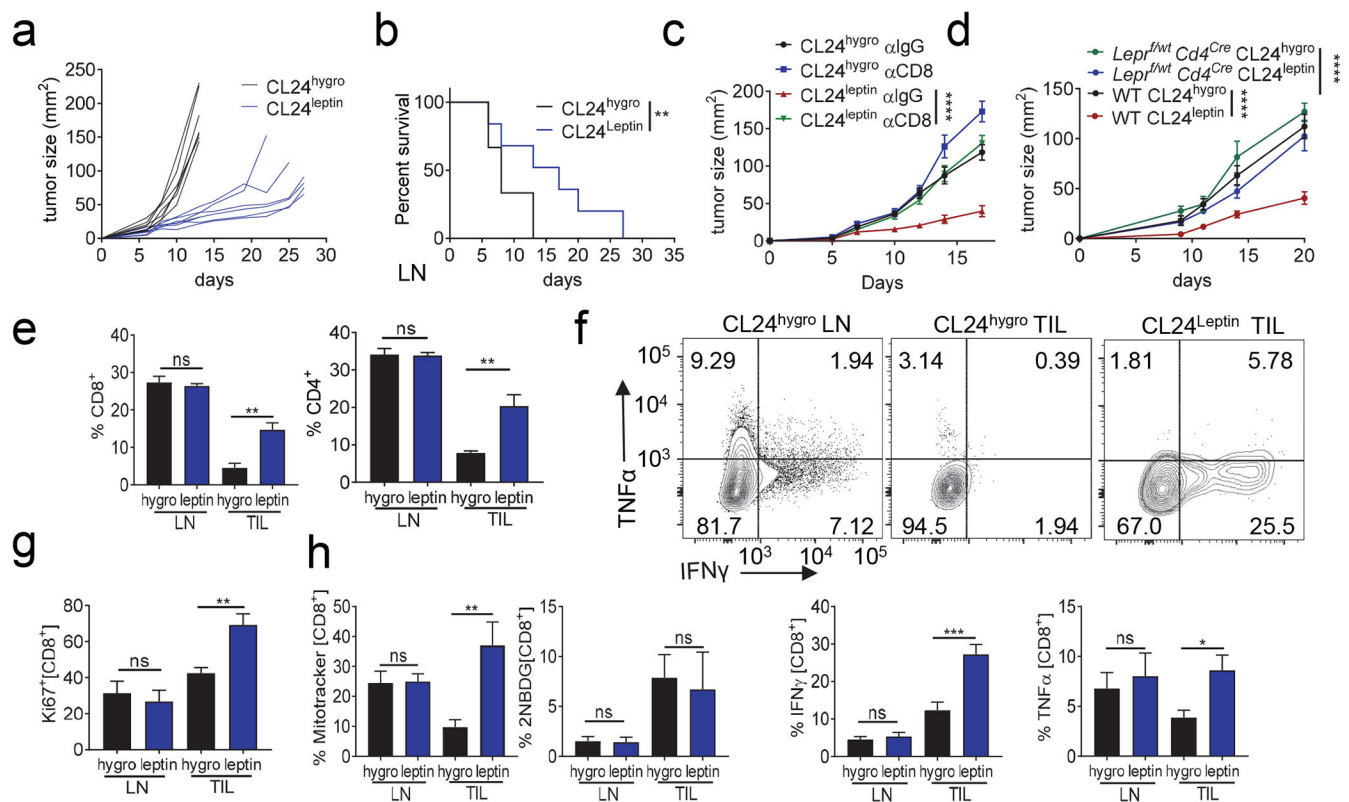 a
tumor size (mm²)
250
200
150
100
50
0
0 5 10 15 20 25 30
days
CL24hygro
CL24leptin
b
Percent survival
100
50
0
0 5 10 15 20 25 30 35
days
CL24hygro
CL24Leptin
**
LN
c
CL24hygro αIgG
CL24hygro αCD8
CL24leptin αIgG
CL24leptin αCD8
****
tumor size (mm²)
200
150
100
50
0
0 5 10 15
Days
d
Leprf/wt Cd4Cre CL24hygro
Leprf/wt Cd4Cre CL24leptin
WT CL24hygro
WT CL24leptin
****
****
tumor size (mm²)
150
100
50
0
0 5 10 15 20
days
e
% CD8⁺
40
30
20
10
0
ns
**
hygro leptin hygro leptin
LN TIL
% CD4⁺
40
30
20
10
0
ns
**
hygro leptin hygro leptin
LN TIL
f
CL24hygro LN
CL24hygro TIL
CL24Leptin TIL
TNFα
10⁵
10⁴
10³
9.29 1.94
81.7 7.12
3.14 0.39
94.5 1.94
1.81 5.78
67.0 25.5
10³ 10⁴ 10⁵
IFNγ
g
Ki67⁺[CD8⁺]
80
60
40
20
0
ns
**
hygro leptin hygro leptin
LN TIL
h
% Mitotracker [CD8⁺]
50
40
30
20
10
0
ns
**
hygro leptin hygro leptin
LN TIL
% 2NBDG[CD8⁺]
15
10
5
0
ns
ns
hygro leptin hygro leptin
LN TIL
% IFNγ [CD8⁺]
40
30
20
10
0
ns
***
hygro leptin hygro leptin
LN TIL
% TNFα [CD8⁺]
15
10
5
0
ns
*
hygro leptin hygro leptin
LN TIL